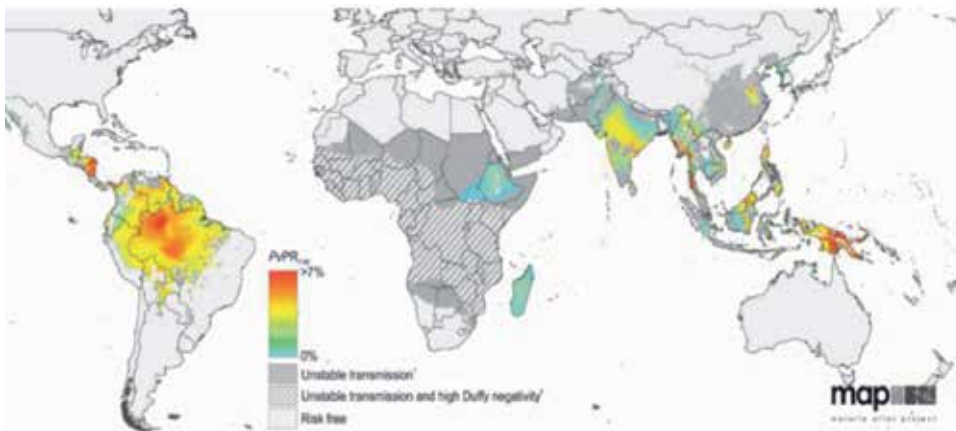 PvPR
>7%
0%
Unstable transmission
Unstable transmission and high Duffy negativity
Risk free
map
malaria atlas project